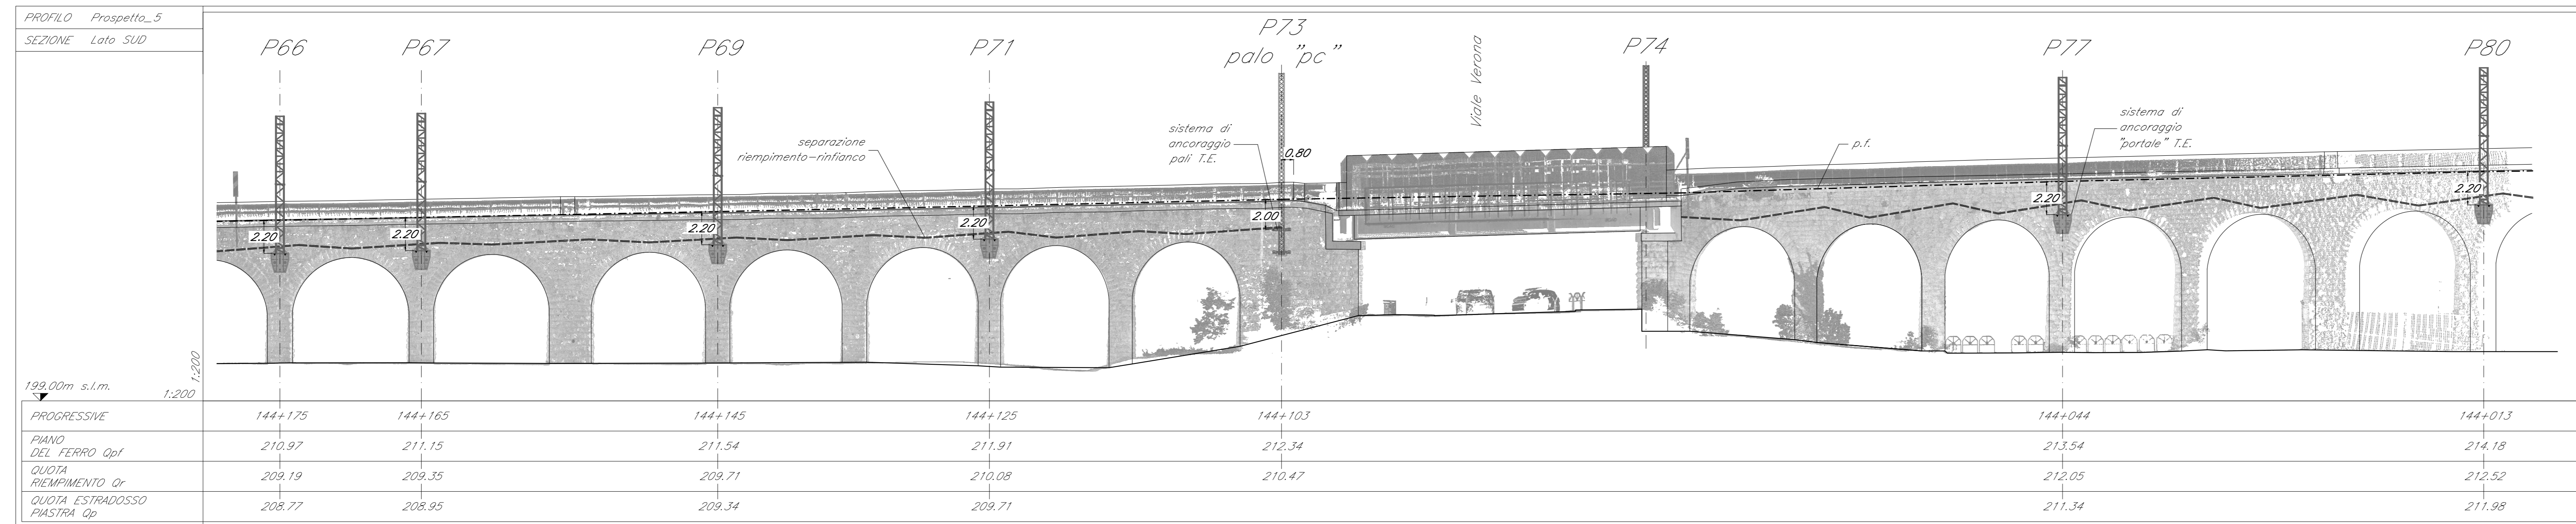 PROFILO Prospetto_5
SEZIONE Lato SUD
P66
P67
P69
P71
P73
palo "pc"
Viale Verona
P74
P77
P80
separazione
riempimento-rinfianco
sistema di
ancoraggio
pali T.E.
0.80
p.f.
sistema di
ancoraggio
"portale" T.E.
2.20
2.20
2.20
2.20
2.00
2.20
2.20
199.00m s.l.m.
1:200
1:200
PROGRESSIVE 144+175 144+165 144+145 144+125 144+103 144+044 144+013
PIANO
DEL FERRO Qpf 210.97 211.15 211.54 211.91 212.34 213.54 214.18
QUOTA
RIEMPIMENTO Qr 209.19 209.35 209.71 210.08 210.47 212.05 212.52
QUOTA ESTRADOSSO
PIASTRA Qp 208.77 208.95 209.34 209.71 211.34 211.98